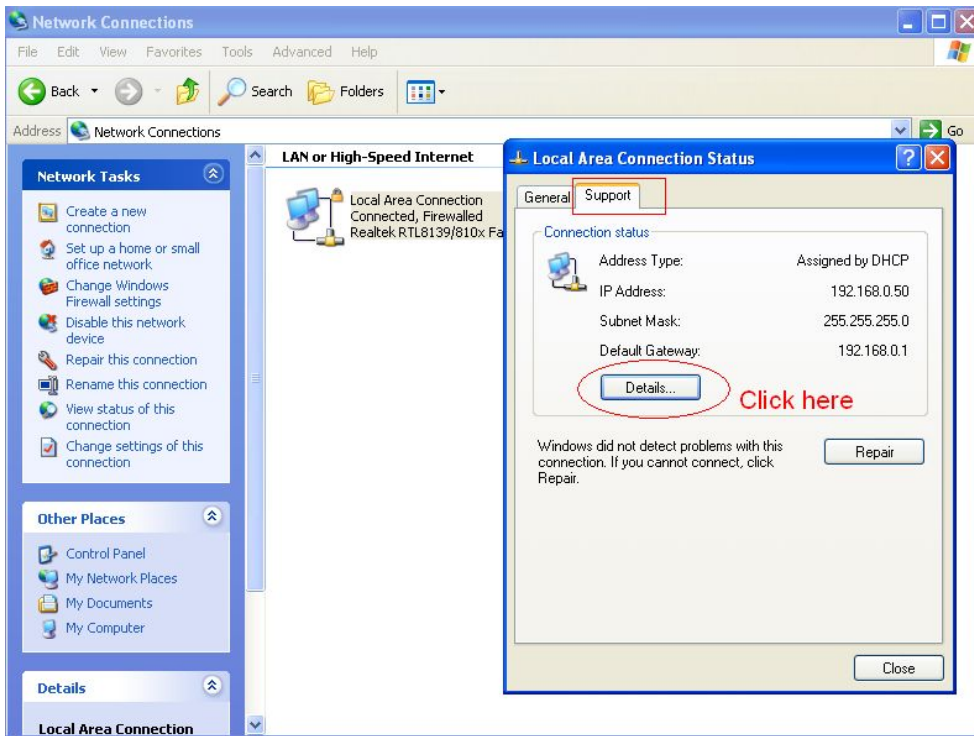 Network Connections
File Edit View Favorites Tools Advanced Help
Back Search Folders
Address Network Connections Go
Network Tasks
Create a new
connection
Set up a home or small
office network
Change Windows
Firewall settings
Disable this network
device
Repair this connection
Rename this connection
View status of this
connection
Change settings of this
connection
Other Places
Control Panel
My Network Places
My Documents
My Computer
Details
Local Area Connection
LAN or High-Speed Internet
Local Area Connection
Connected, Firewalled
Realtek RTL8139/810x Fa
Local Area Connection Status
General Support
Connection status
Address Type: Assigned by DHCP
IP Address: 192.168.0.50
Subnet Mask: 255.255.255.0
Default Gateway: 192.168.0.1
Details...
Click here
Windows did not detect problems with this
connection. If you cannot connect, click
Repair.
Repair
Close